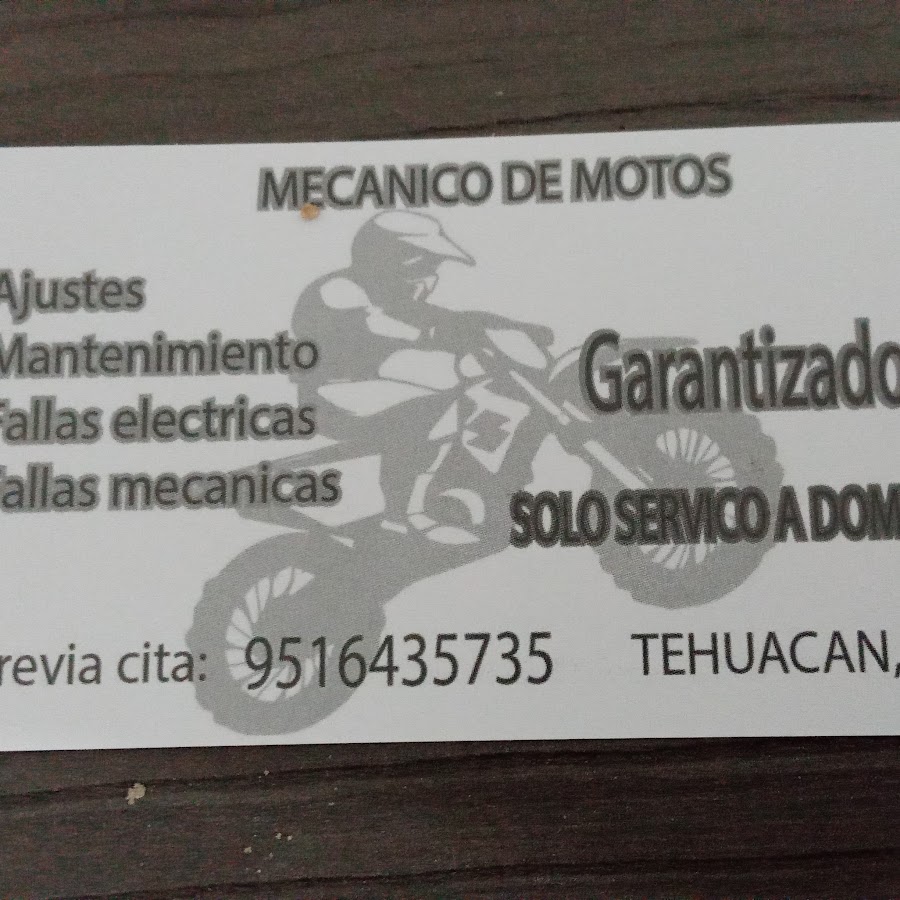 MECANICO DE MOTOS
Ajustes
Mantenimiento
Fallas electricas
Fallas mecanicas
Garantizado
SOLO SERVICO A DOM
revia cita: 9516435735
TEHUACAN,